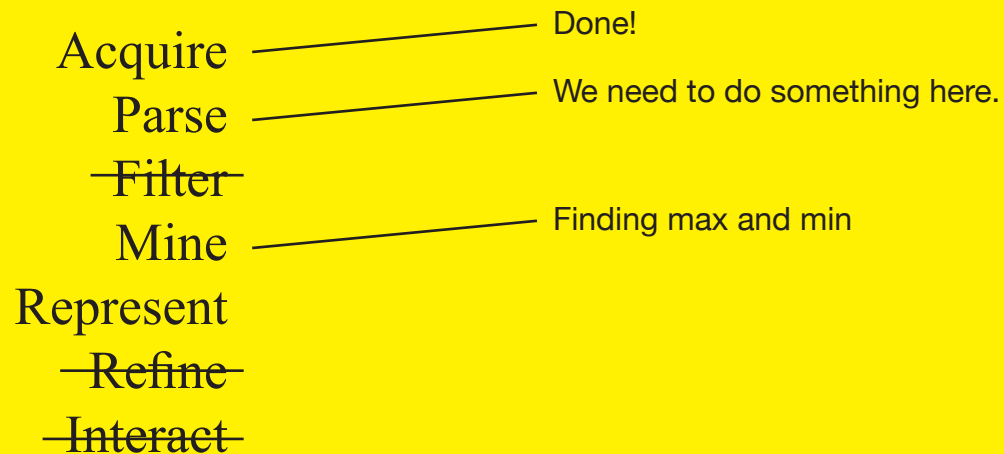 Acquire
Done!
Parse
We need to do something here.
Filter
Mine
Finding max and min
Represent
Refine
Interact